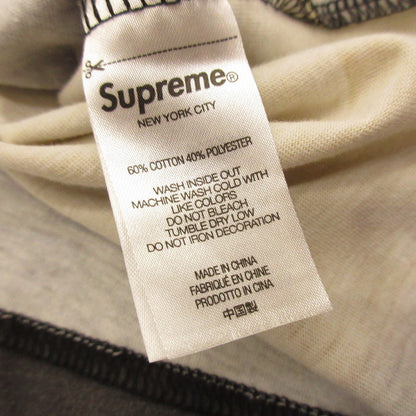 Supreme®
NEW YORK CITY
60% COTTON 40% POLYESTER
WASH INSIDE OUT
MACHINE WASH COLD WITH
LIKE COLORS
DO NOT BLEACH
TUMBLE DRY LOW
DO NOT IRON DECORATION
MADE IN CHINA
FABRIQUÉ EN CHINE
PRODOTTO IN CINA
中国製